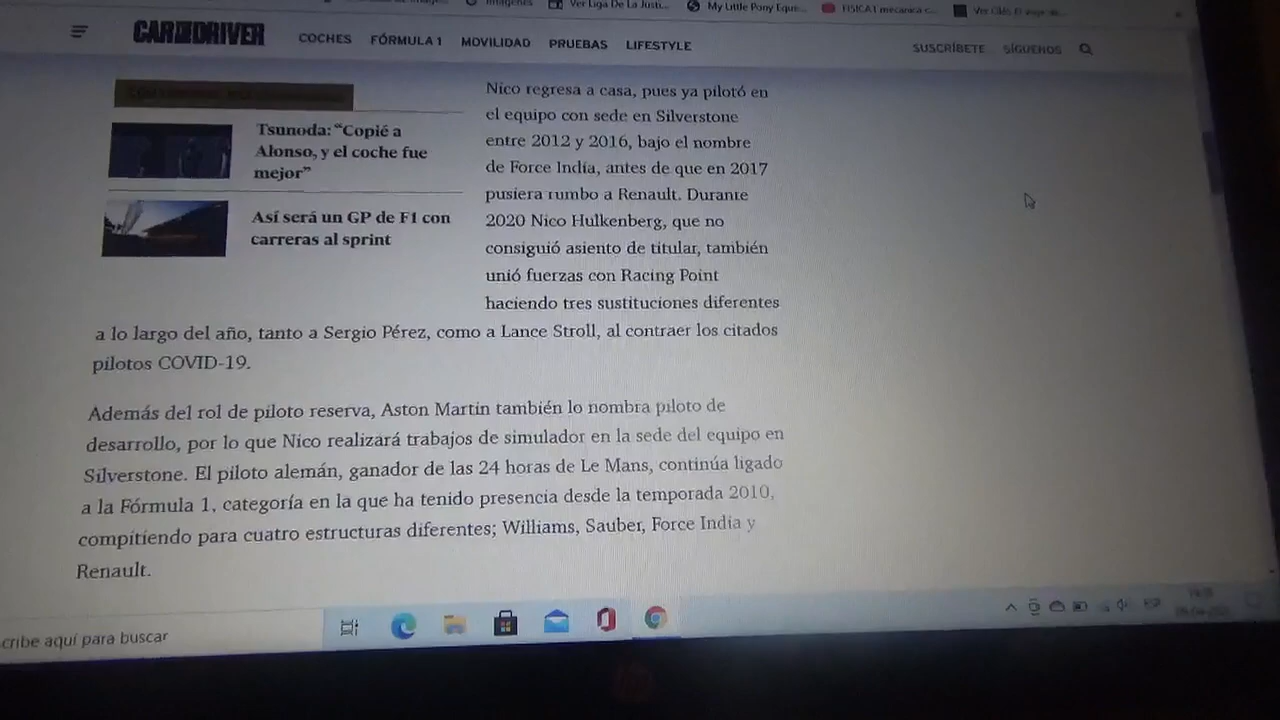 Imágenes
Ver Liga De La Justi...
My Little Pony Eque...
FISICA1 mecanica c...
CAR AND DRIVER
COCHES
FÓRMULA 1
MOVILIDAD
PRUEBAS
LIFESTYLE
SUSCRÍBETE
SÍGUENOS
Tsunoda: “Copié a
Alonso, y el coche fue
mejor”
Así será un GP de F1 con
carreras al sprint
Nico regresa a casa, pues ya pilotó en
el equipo con sede en Silverstone
entre 2012 y 2016, bajo el nombre
de Force India, antes de que en 2017
pusiera rumbo a Renault. Durante
2020 Nico Hulkenberg, que no
consiguió asiento de titular, también
unió fuerzas con Racing Point
haciendo tres sustituciones diferentes
a lo largo del año, tanto a Sergio Pérez, como a Lance Stroll, al contraer los citados
pilotos COVID-19.
Además del rol de piloto reserva, Aston Martin también lo nombra piloto de
desarrollo, por lo que Nico realizará trabajos de simulador en la sede del equipo en
Silverstone. El piloto alemán, ganador de las 24 horas de Le Mans, continúa ligado
a la Fórmula 1, categoría en la que ha tenido presencia desde la temporada 2010,
compitiendo para cuatro estructuras diferentes; Williams, Sauber, Force India y
Renault.
cribe aquí para buscar
ESP